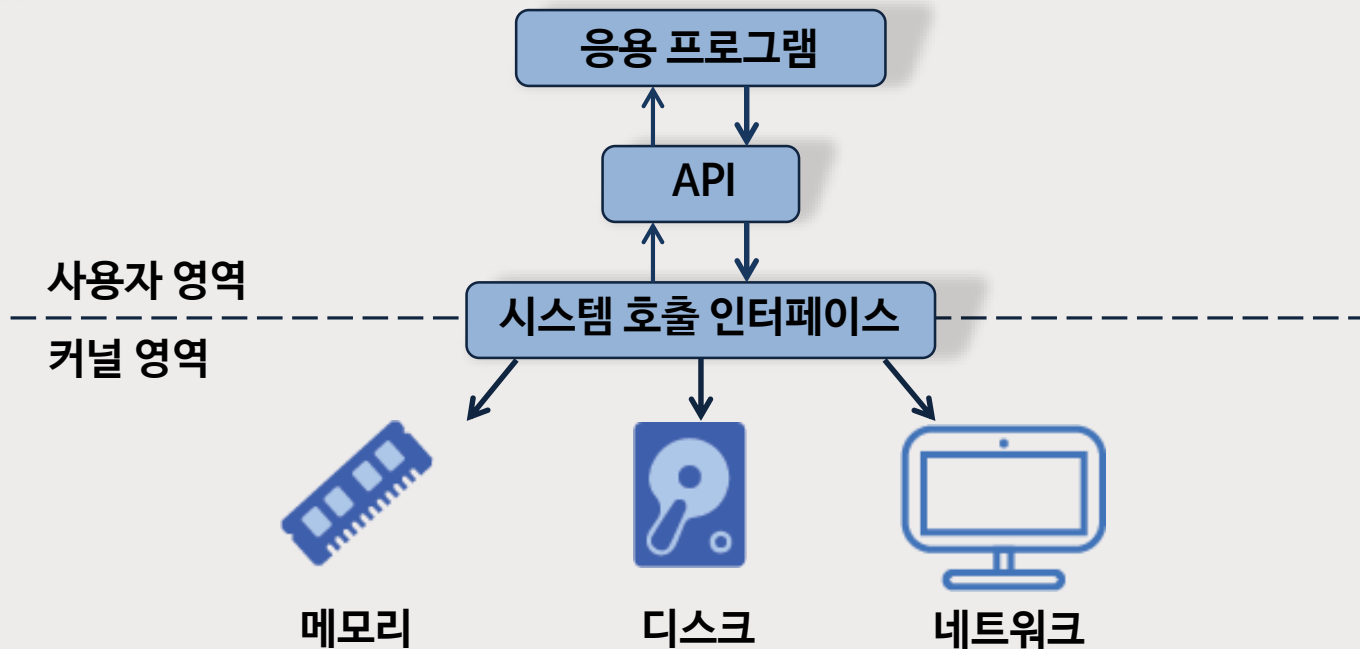 응용 프로그램
API
사용자 영역
시스템 호출 인터페이스
커널 영역
메모리
디스크
네트워크